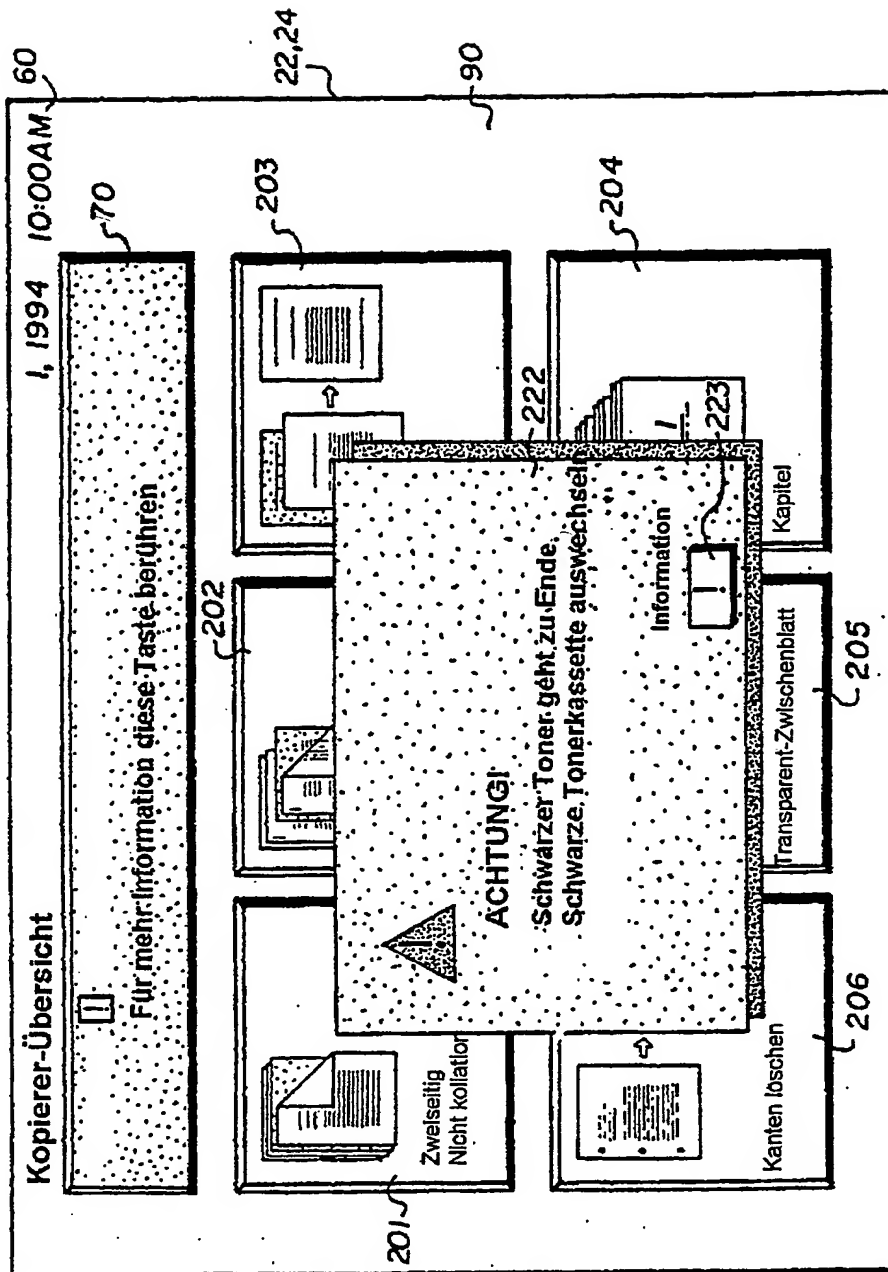 Kopierer-Übersicht
1, 1994 10:00AM
60
Für mehr Information diese Taste berühren
70
22,24
90
202
203
Zweiseitig
Nicht kollation
201
ACHTUNG!
Schwarzer Toner geht zu Ende.
Schwarze Tonerkassette auswechseln
Information
222
223
204
Kanten löschen
Transparent-Zwischenblatt
Kapitel
206
205